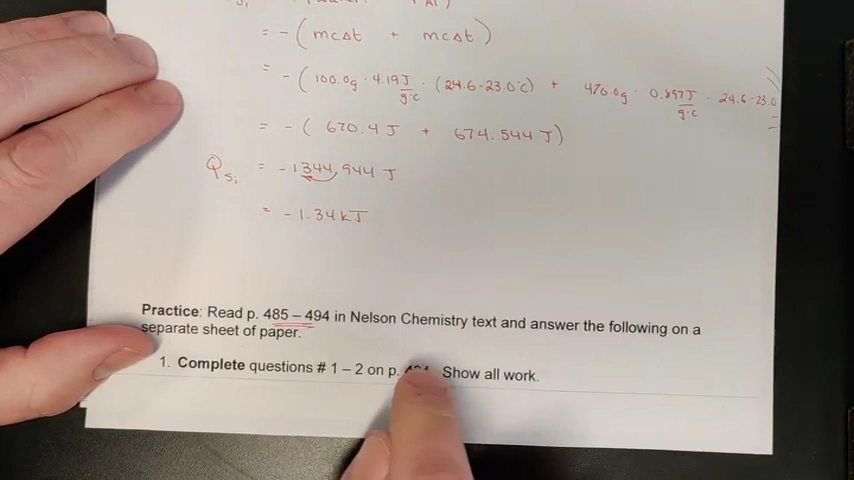 = - ( mcΔt + mcΔt )
= - ( 100.0g · 4.19 J/g·c · (24.6 - 23.0°c) + 470.0g · 0.897 J/g·c · 24.6 - 23.0
= - ( 670.4 J + 674.544 J )
Qsi = - 1344.944 J
= - 1.34 kJ
Practice: Read p. 485 – 494 in Nelson Chemistry text and answer the following on a
separate sheet of paper.
1. Complete questions # 1 – 2 on p. Show all work.